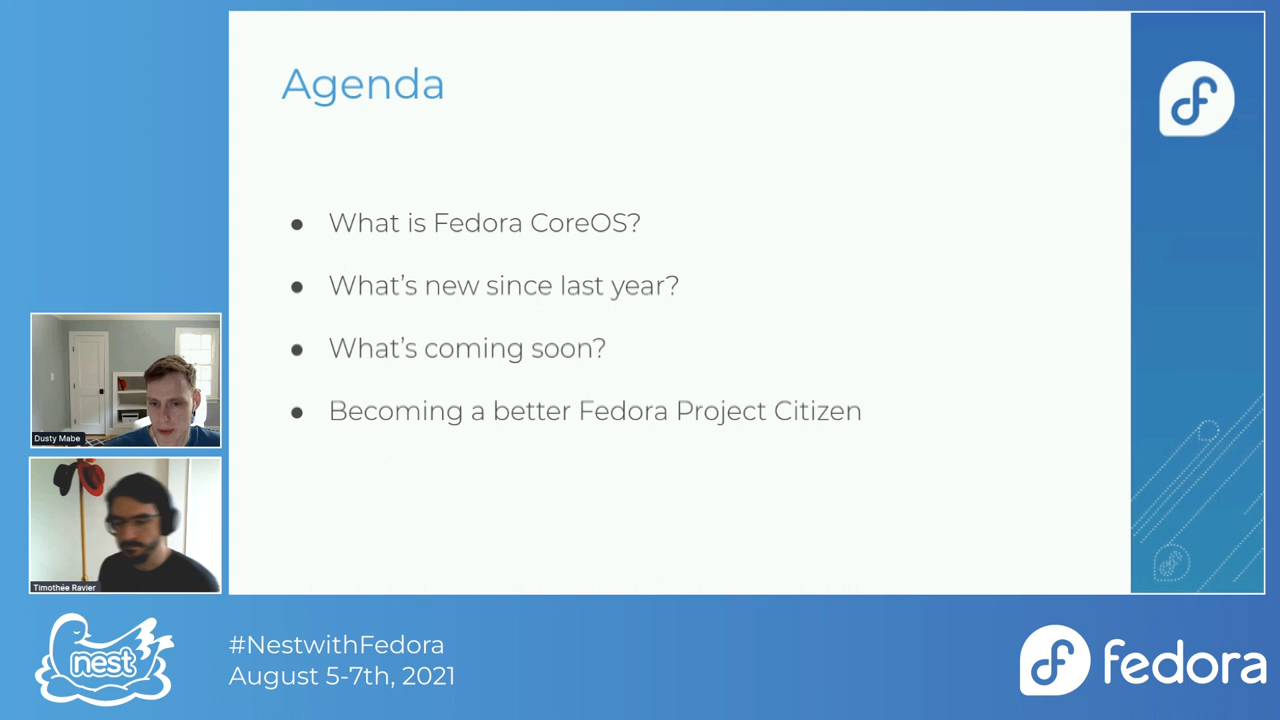 Agenda
What is Fedora CoreOS?
What's new since last year?
What's coming soon?
Becoming a better Fedora Project Citizen
Dusty Mabe
Timothée Ravier
nest
#NestwithFedora
August 5-7th, 2021
fedora